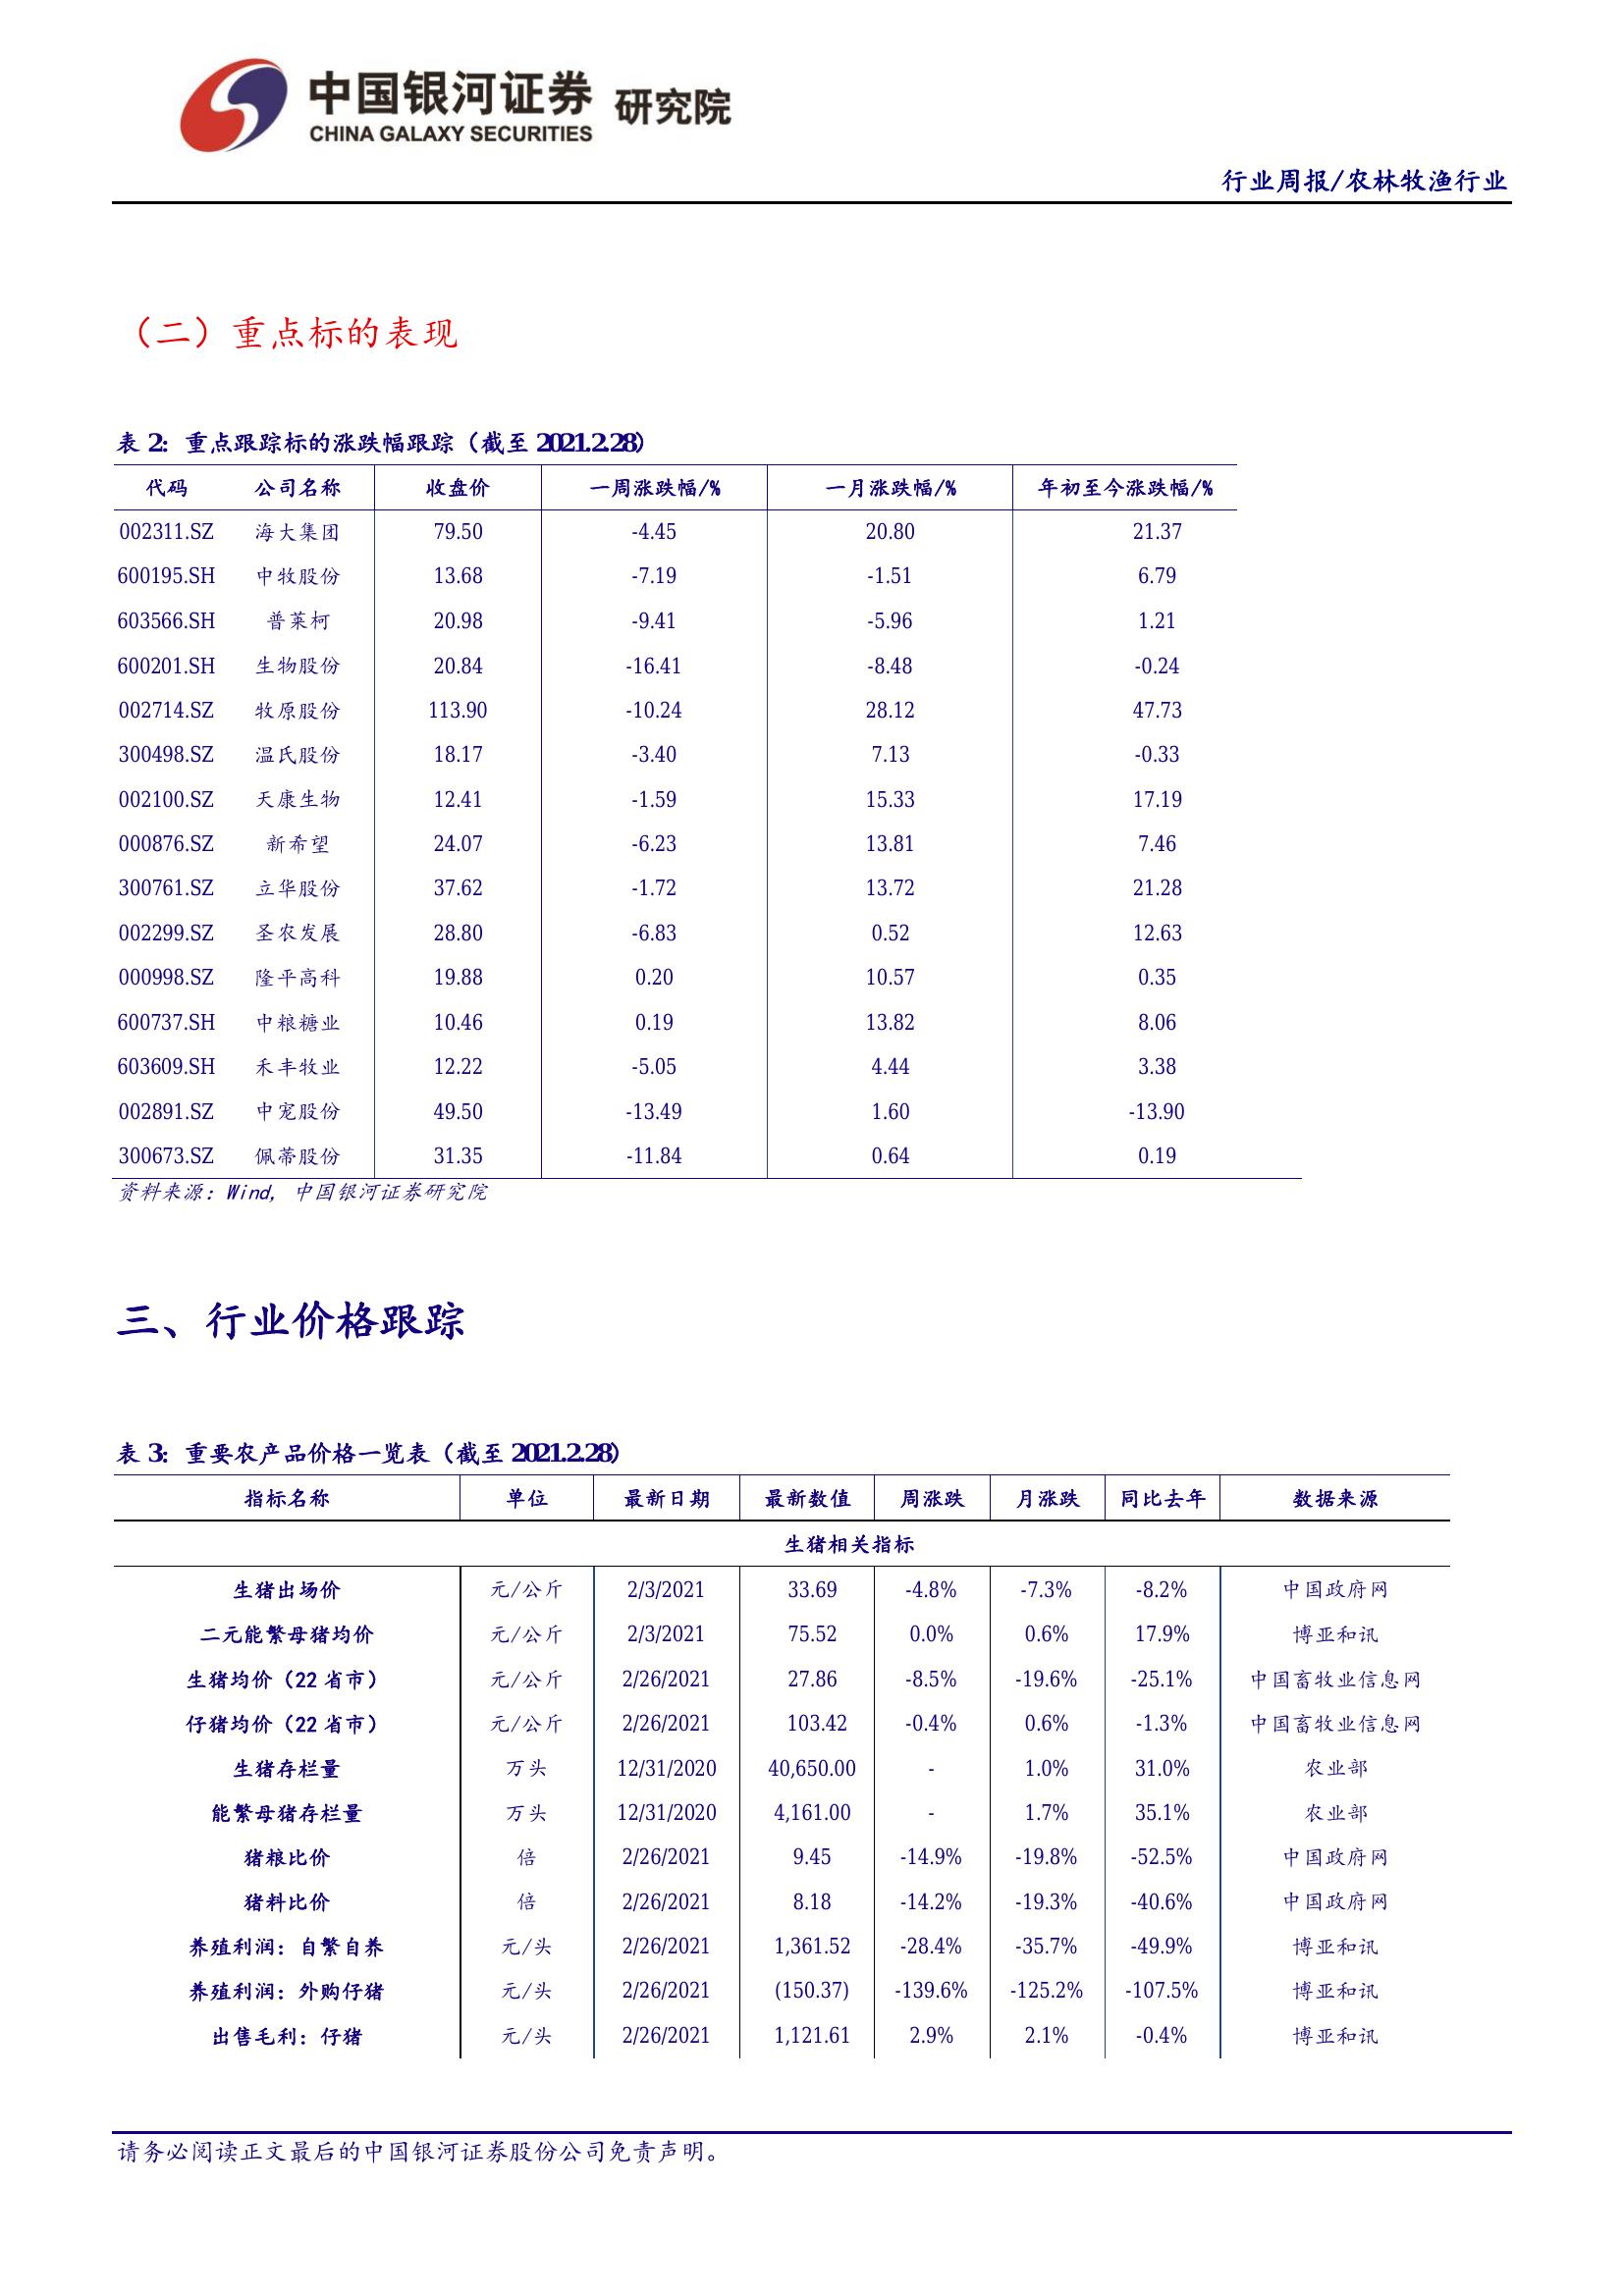 中国银河证券 研究院
CHINA GALAXY SECURITIES
行业周报/农林牧渔行业
（二）重点标的表现
表 2: 重点跟踪标的涨跌幅跟踪（截至 2021.2.28）
代码 公司名称 收盘价 一周涨跌幅/% 一月涨跌幅/% 年初至今涨跌幅/%
002311.SZ 海大集团 79.50 -4.45 20.80 21.37
600195.SH 中牧股份 13.68 -7.19 -1.51 6.79
603566.SH 普莱柯 20.98 -9.41 -5.96 1.21
600201.SH 生物股份 20.84 -16.41 -8.48 -0.24
002714.SZ 牧原股份 113.90 -10.24 28.12 47.73
300498.SZ 温氏股份 18.17 -3.40 7.13 -0.33
002100.SZ 天康生物 12.41 -1.59 15.33 17.19
000876.SZ 新希望 24.07 -6.23 13.81 7.46
300761.SZ 立华股份 37.62 -1.72 13.72 21.28
002299.SZ 圣农发展 28.80 -6.83 0.52 12.63
000998.SZ 隆平高科 19.88 0.20 10.57 0.35
600737.SH 中粮糖业 10.46 0.19 13.82 8.06
603609.SH 禾丰牧业 12.22 -5.05 4.44 3.38
002891.SZ 中宠股份 49.50 -13.49 1.60 -13.90
300673.SZ 佩蒂股份 31.35 -11.84 0.64 0.19
资料来源：Wind, 中国银河证券研究院
三、行业价格跟踪
表 3: 重要农产品价格一览表（截至 2021.2.28）
指标名称 单位 最新日期 最新数值 周涨跌 月涨跌 同比去年 数据来源
生猪相关指标
生猪出场价 元/公斤 2/3/2021 33.69 -4.8% -7.3% -8.2% 中国政府网
二元能繁母猪均价 元/公斤 2/3/2021 75.52 0.0% 0.6% 17.9% 博亚和讯
生猪均价（22 省市） 元/公斤 2/26/2021 27.86 -8.5% -19.6% -25.1% 中国畜牧业信息网
仔猪均价（22 省市） 元/公斤 2/26/2021 103.42 -0.4% 0.6% -1.3% 中国畜牧业信息网
生猪存栏量 万头 12/31/2020 40,650.00 - 1.0% 31.0% 农业部
能繁母猪存栏量 万头 12/31/2020 4,161.00 - 1.7% 35.1% 农业部
猪粮比价 倍 2/26/2021 9.45 -14.9% -19.8% -52.5% 中国政府网
猪料比价 倍 2/26/2021 8.18 -14.2% -19.3% -40.6% 中国政府网
养殖利润：自繁自养 元/头 2/26/2021 1,361.52 -28.4% -35.7% -49.9% 博亚和讯
养殖利润：外购仔猪 元/头 2/26/2021 (150.37) -139.6% -125.2% -107.5% 博亚和讯
出售毛利：仔猪 元/头 2/26/2021 1,121.61 2.9% 2.1% -0.4% 博亚和讯
请务必阅读正文最后的中国银河证券股份公司免责声明。